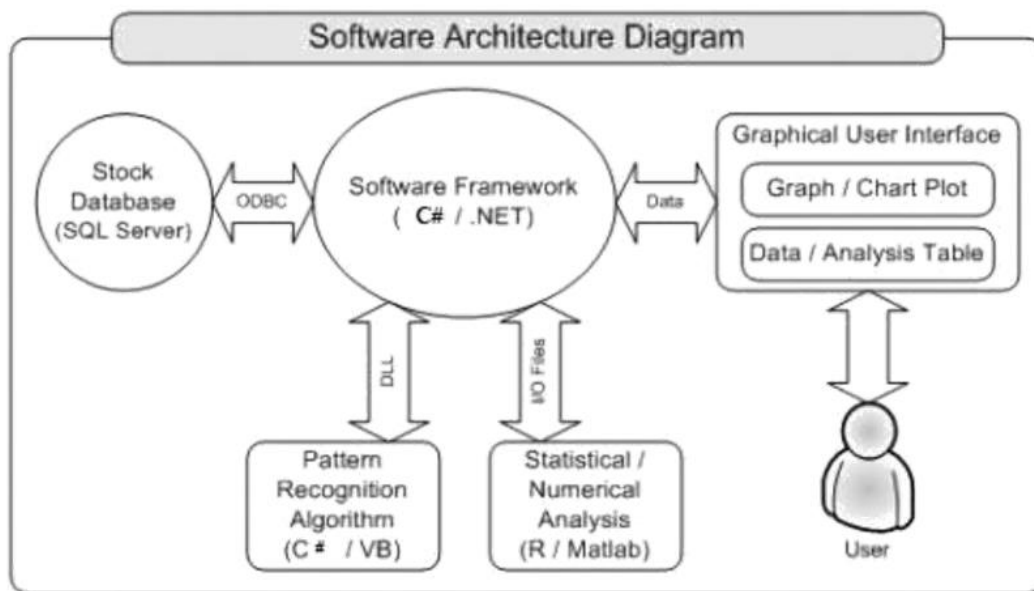 Software Architecture Diagram
Stock
Database
(SQL Server)
ODBC
Software Framework
( C# / .NET)
Data
Graphical User Interface
Graph / Chart Plot
Data / Analysis Table
DLL
I/O Files
Pattern
Recognition
Algorithm
(C # / VB)
Statistical /
Numerical
Analysis
(R / Matlab)
User